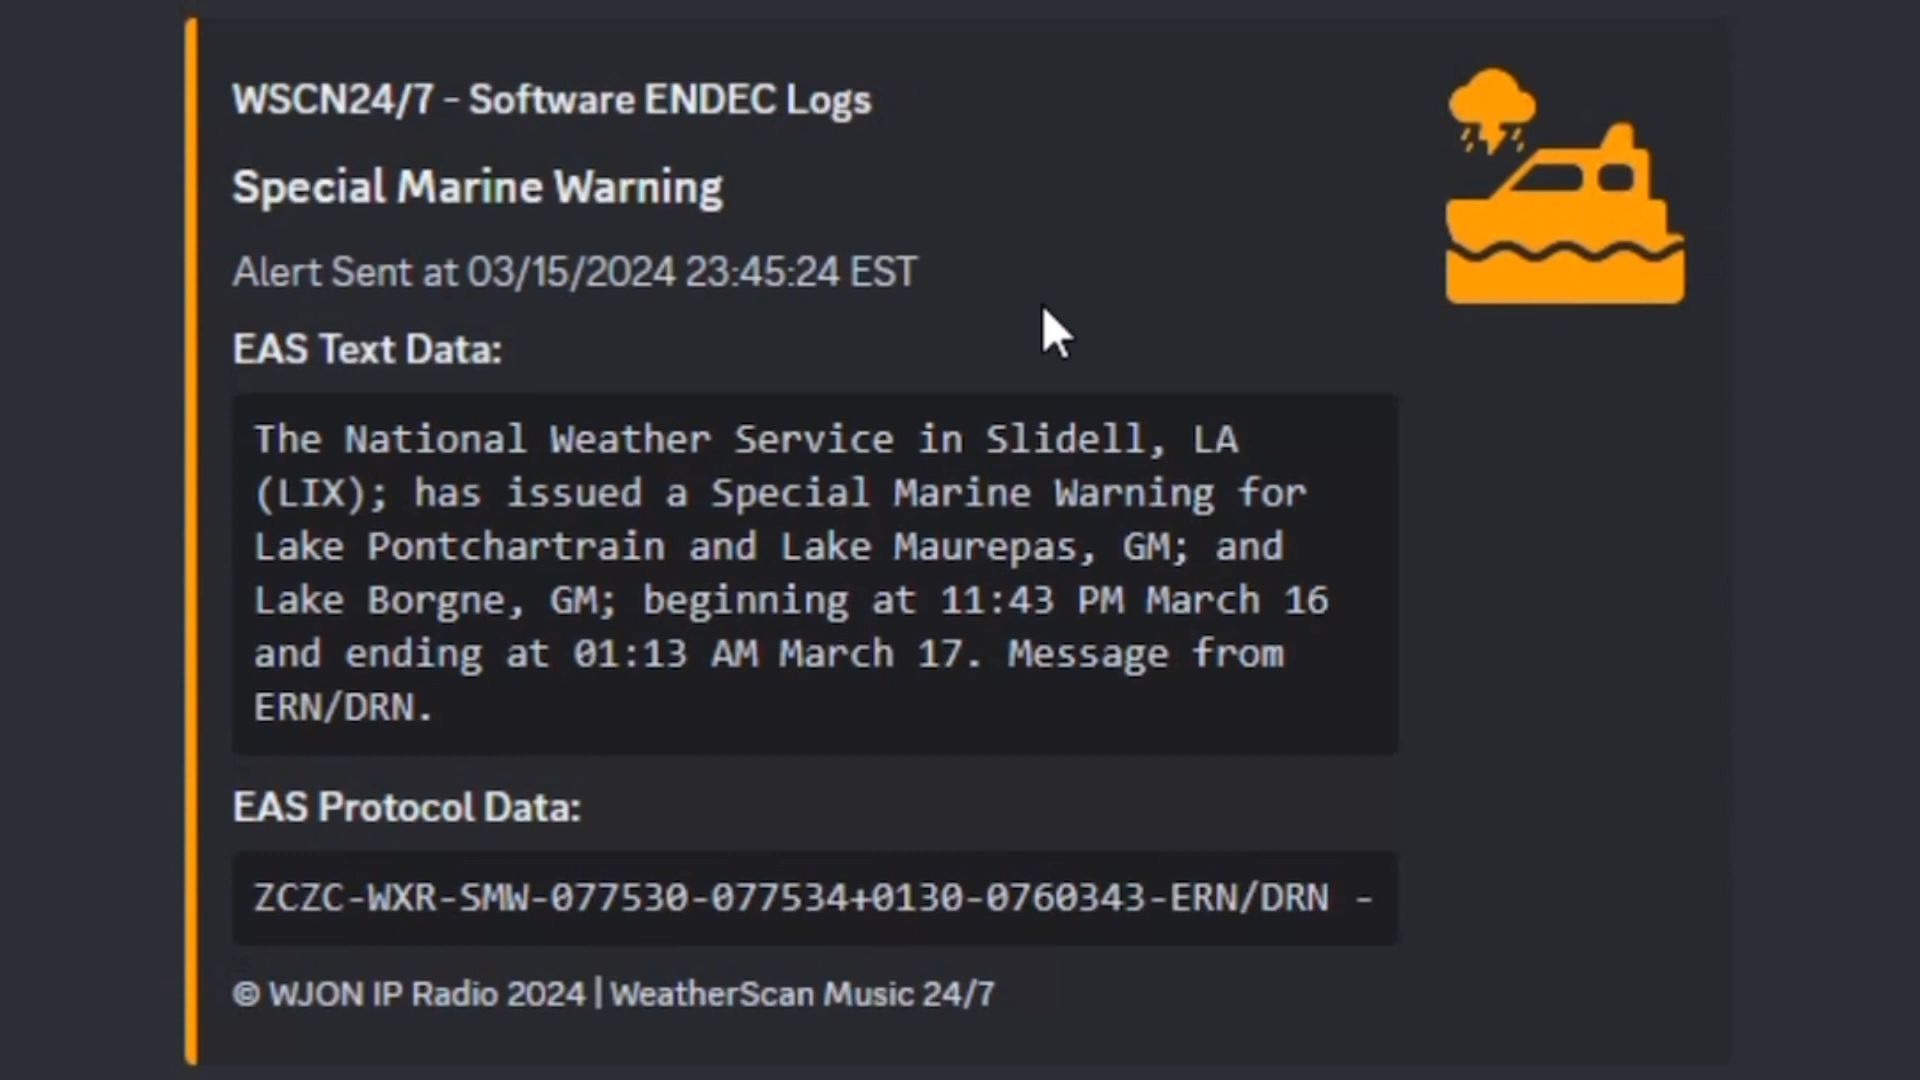 WSCN24/7 - Software ENDEC Logs
Special Marine Warning
Alert Sent at 03/15/2024 23:45:24 EST
EAS Text Data:
The National Weather Service in Slidell, LA
(LIX); has issued a Special Marine Warning for
Lake Pontchartrain and Lake Maurepas, GM; and
Lake Borgne, GM; beginning at 11:43 PM March 16
and ending at 01:13 AM March 17. Message from
ERN/DRN.
EAS Protocol Data:
ZCZC-WXR-SMW-077530-077534+0130-0760343-ERN/DRN -
© WJON IP Radio 2024 | WeatherScan Music 24/7